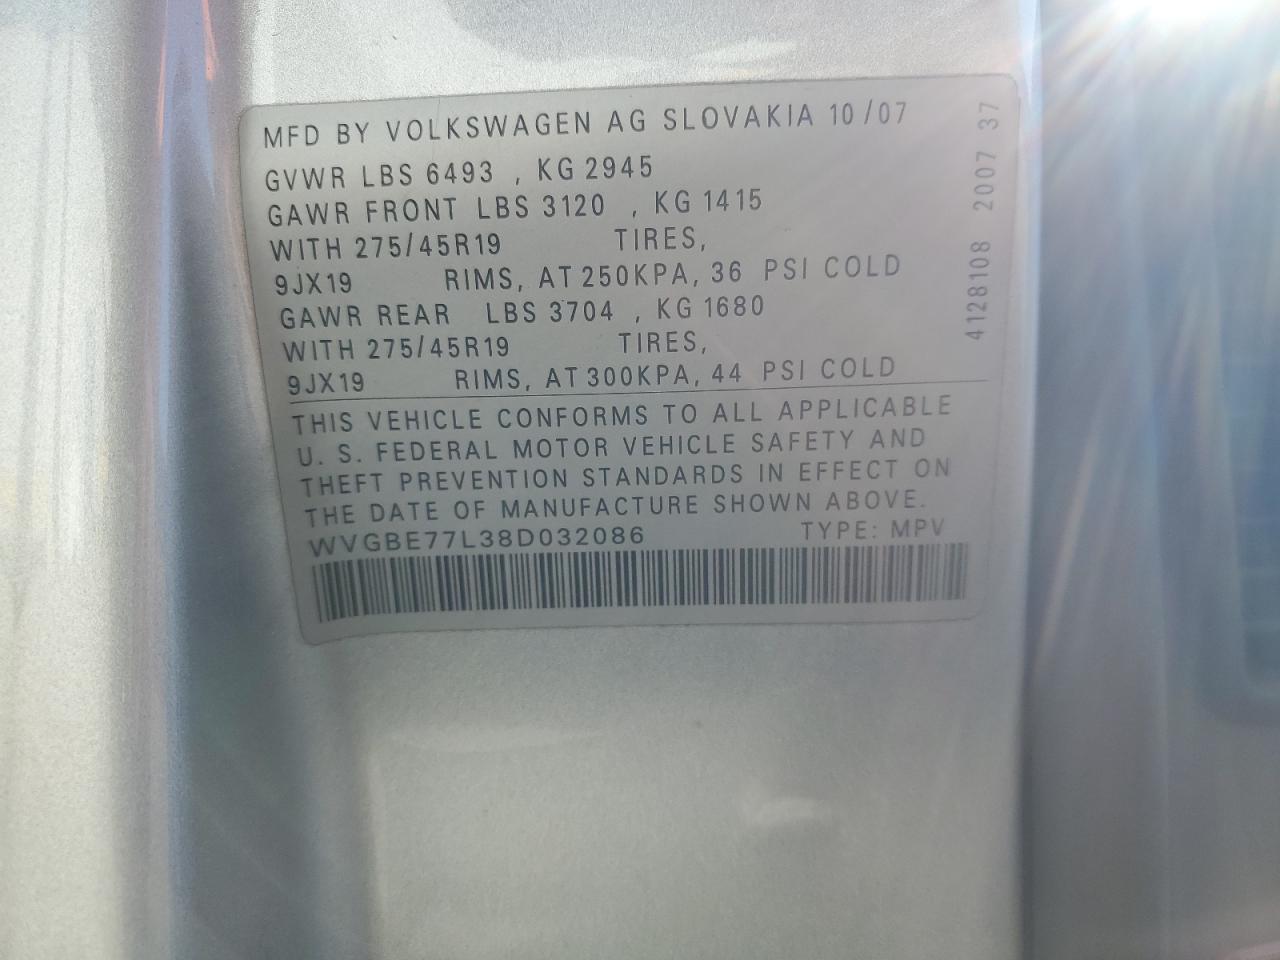 MFD BY VOLKSWAGEN AG SLOVAKIA 10/07
GVWR LBS 6493 , KG 2945
GAWR FRONT LBS 3120 , KG 1415
WITH 275/45R19 TIRES,
9JX19 RIMS, AT 250KPA, 36 PSI COLD
GAWR REAR LBS 3704 , KG 1680
WITH 275/45R19 TIRES,
9JX19 RIMS, AT 300KPA, 44 PSI COLD
THIS VEHICLE CONFORMS TO ALL APPLICABLE
U. S. FEDERAL MOTOR VEHICLE SAFETY AND
THEFT PREVENTION STANDARDS IN EFFECT ON
THE DATE OF MANUFACTURE SHOWN ABOVE.
WVGBE77L38D032086 TYPE: MPV
4128108 2007 37